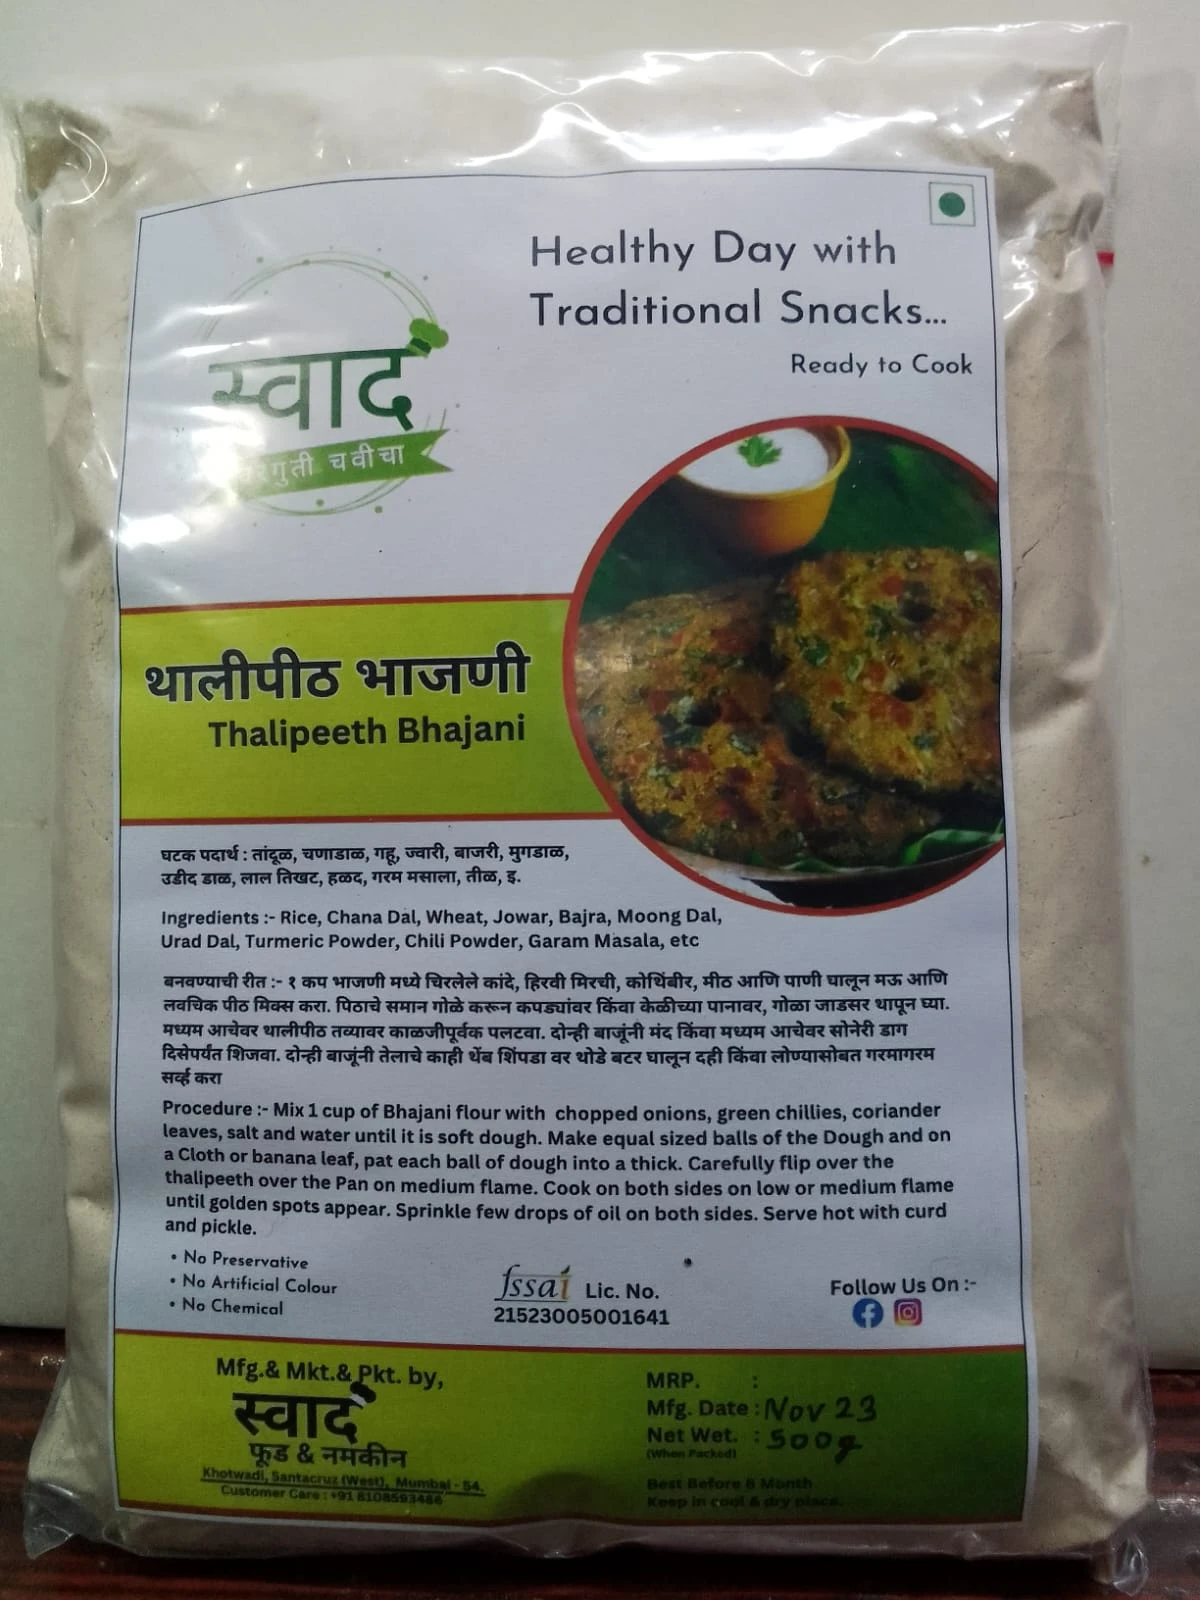 Healthy Day with
Traditional Snacks...
Ready to Cook
स्वाद
घरगुती चवीचा
थालीपीठ भाजणी
Thalipeeth Bhajani
घटक पदार्थ : तांदूळ, चणाडाळ, गहू, ज्वारी, बाजरी, मुगडाळ,
उडीद डाळ, लाल तिखट, हळद, गरम मसाला, तीळ, इ.
Ingredients :- Rice, Chana Dal, Wheat, Jowar, Bajra, Moong Dal,
Urad Dal, Turmeric Powder, Chili Powder, Garam Masala, etc
बनवण्याची रीत :- १ कप भाजणी मध्ये चिरलेले कांदे, हिरवी मिरची, कोथिंबीर, मीठ आणि पाणी घालून मऊ आणि
लवचिक पीठ मिक्स करा. पिठाचे समान गोळे करून कपड्यांवर किंवा केळीच्या पानावर, गोळा जाडसर थापून घ्या.
मध्यम आचेवर थालीपीठ तव्यावर काळजीपूर्वक पलटवा. दोन्ही बाजूंनी मंद किंवा मध्यम आचेवर सोनेरी डाग
दिसेपर्यंत शिजवा. दोन्ही बाजूंनी तेलाचे काही थेंब शिंपडा वर थोडे बटर घालून दही किंवा लोण्यासोबत गरमागरम
सर्व्ह करा
Procedure :- Mix 1 cup of Bhajani flour with chopped onions, green chillies, coriander
leaves, salt and water until it is soft dough. Make equal sized balls of the Dough and on
a Cloth or banana leaf, pat each ball of dough into a thick. Carefully flip over the
thalipeeth over the Pan on medium flame. Cook on both sides on low or medium flame
until golden spots appear. Sprinkle few drops of oil on both sides. Serve hot with curd
and pickle.
• No Preservative
• No Artificial Colour
• No Chemical
fssai Lic. No.
21523005001641
Follow Us On :-
Mfg.& Mkt.& Pkt. by,
स्वाद
फूड & नमकीन
Khotwadi, Santacruz (West), Mumbai - 54.
Customer Care : +91 8108593486
MRP. :
Mfg. Date : Nov 23
Net Wet. : 500g
(When Packed)
Best Before 6 Month
Keep in cool & dry place.